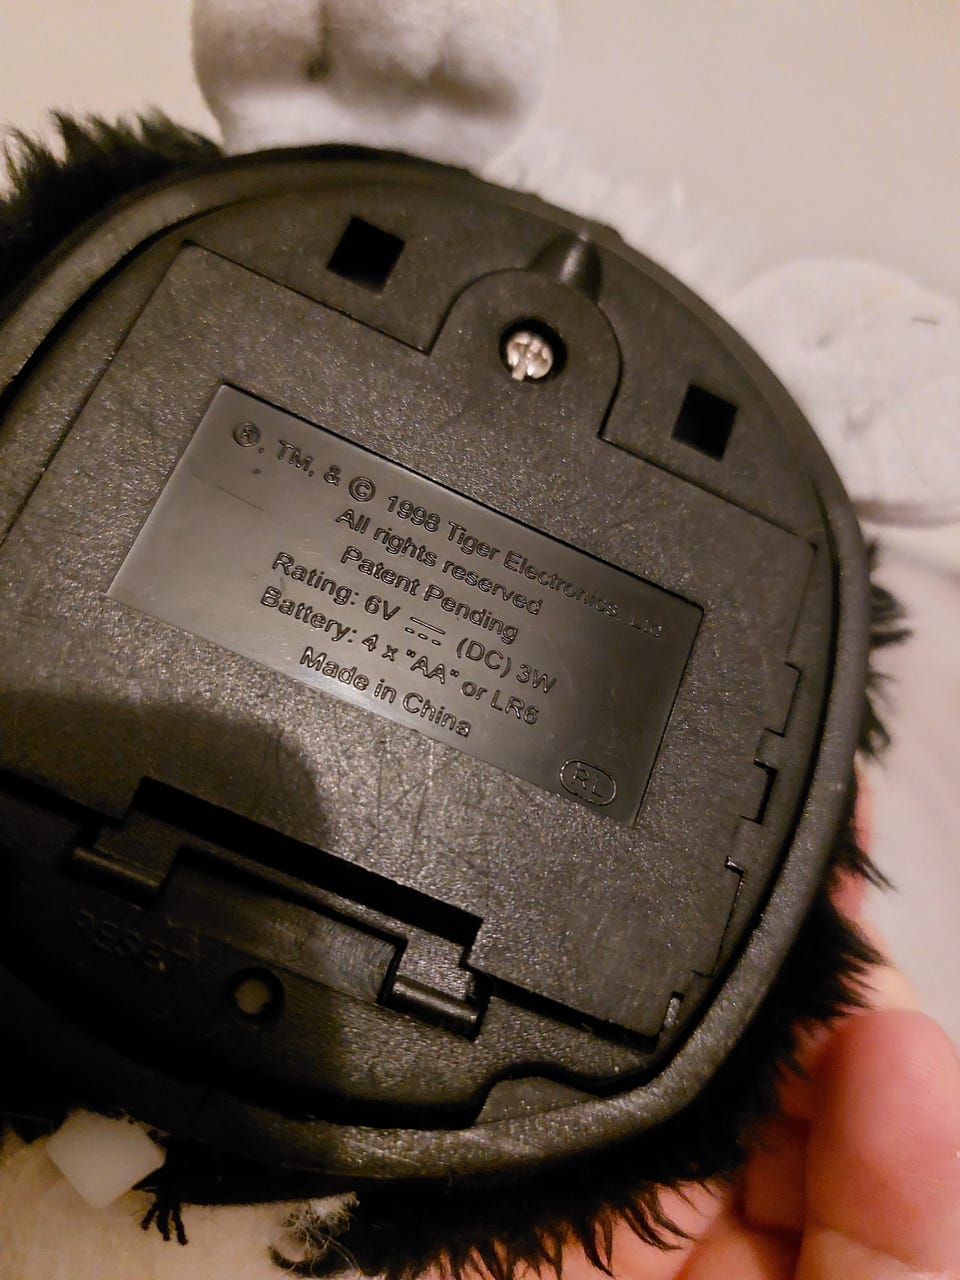 ®, TM, & © 1998 Tiger Electronics, Ltd
All rights reserved
Patent Pending
Rating: 6V ⎓ (DC) 3W
Battery: 4 x "AA" or LR6
Made in China
RL
RESET